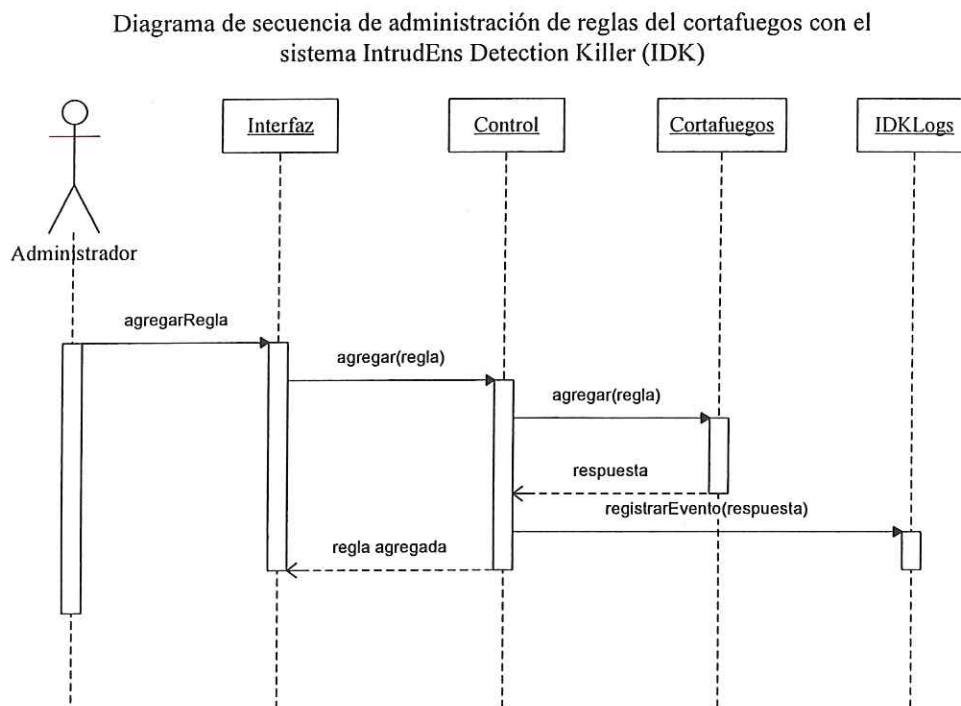 Diagrama de secuencia de administración de reglas del cortafuegos con el
sistema IntrudEns Detection Killer (IDK)
Interfaz
Control
Cortafuegos
IDKLogs
Administrador
agregarRegla
agregar(regla)
agregar(regla)
respuesta
registrarEvento(respuesta)
regla agregada